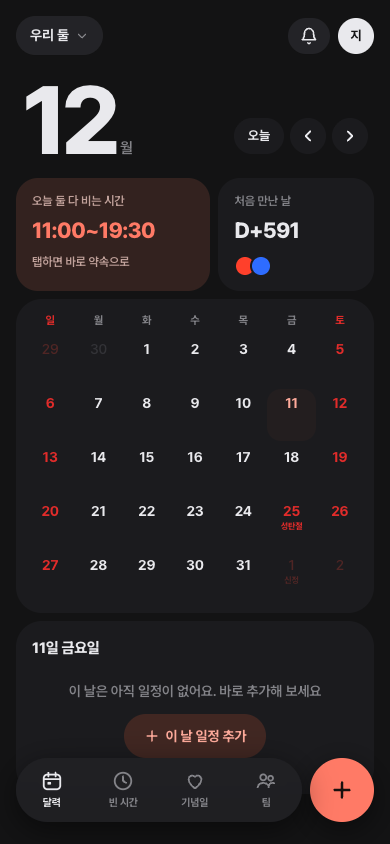 우리 둘
지
12월
오늘
오늘 둘 다 비는 시간
11:00~19:30
탭하면 바로 약속으로
처음 만난 날
D+591
일 월 화 수 목 금 토
29 30 1 2 3 4 5
6 7 8 9 10 11 12
13 14 15 16 17 18 19
20 21 22 23 24 25 26
성탄절
27 28 29 30 31 1 2
신정
11일 금요일
이 날은 아직 일정이 없어요. 바로 추가해 보세요
+ 이 날 일정 추가
달력 빈 시간 기념일 팀